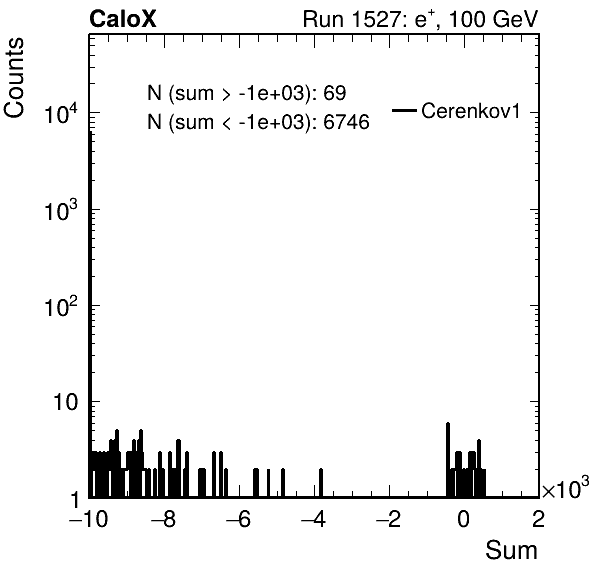 CaloX Run 1527: e⁺, 100 GeV
Counts
N (sum > -1e+03): 69
N (sum < -1e+03): 6746
Cerenkov1
10⁴
10³
10²
10
1
−10 −8 −6 −4 −2 0 2
×10³
Sum